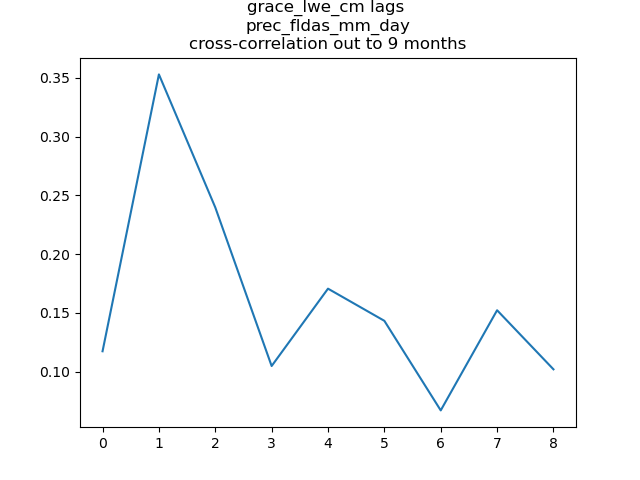 grace_lwe_cm lags
prec_fldas_mm_day
cross-correlation out to 9 months
0.35
0.30
0.25
0.20
0.15
0.10
0 1 2 3 4 5 6 7 8